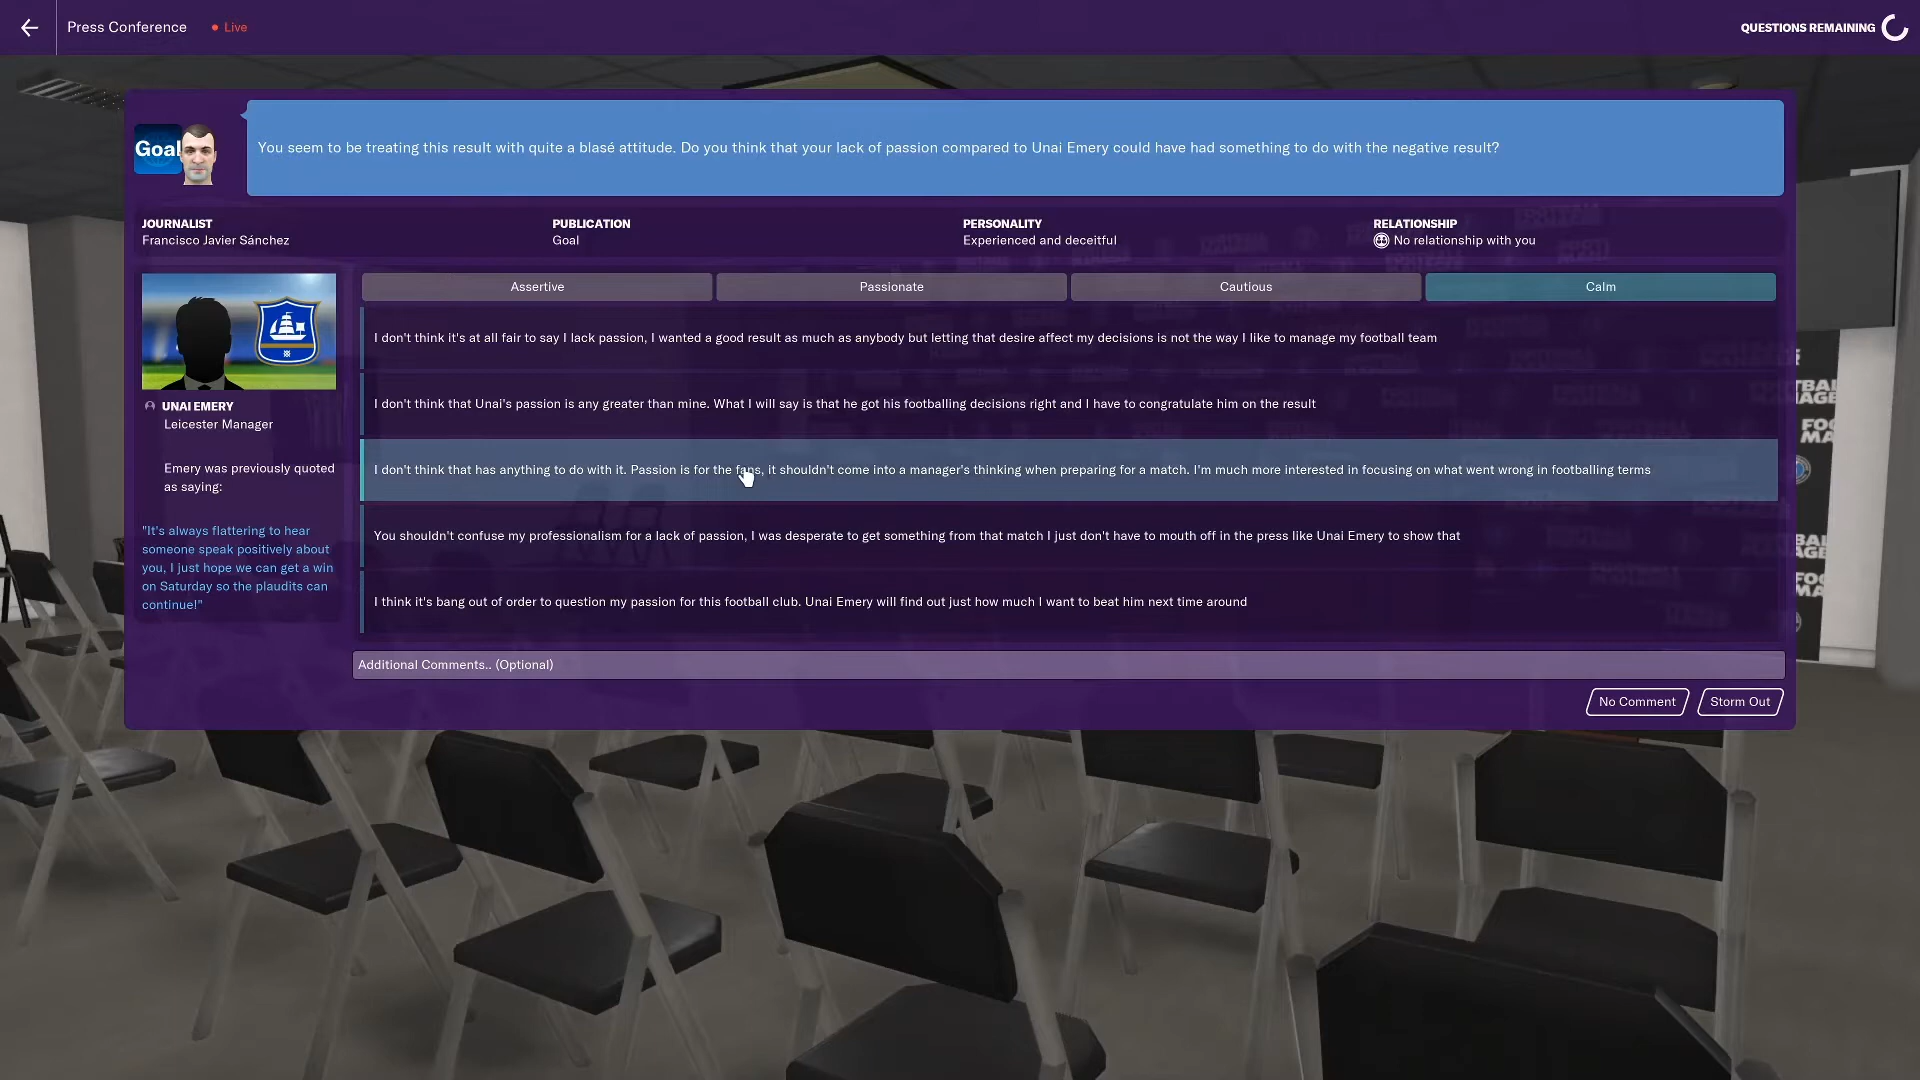 Press Conference
Live
QUESTIONS REMAINING
Goal
You seem to be treating this result with quite a blasé attitude. Do you think that your lack of passion compared to Unai Emery could have had something to do with the negative result?
JOURNALIST
Francisco Javier Sánchez
PUBLICATION
Goal
PERSONALITY
Experienced and deceitful
RELATIONSHIP
No relationship with you
UNAI EMERY
Leicester Manager
Emery was previously quoted
as saying:
"It's always flattering to hear
someone speak positively about
you, I just hope we can get a win
on Saturday so the plaudits can
continue!"
Assertive
Passionate
Cautious
Calm
I don't think it's at all fair to say I lack passion, I wanted a good result as much as anybody but letting that desire affect my decisions is not the way I like to manage my football team
I don't think that Unai's passion is any greater than mine. What I will say is that he got his footballing decisions right and I have to congratulate him on the result
I don't think that has anything to do with it. Passion is for the fans, it shouldn't come into a manager's thinking when preparing for a match. I'm much more interested in focusing on what went wrong in footballing terms
You shouldn't confuse my professionalism for a lack of passion, I was desperate to get something from that match I just don't have to mouth off in the press like Unai Emery to show that
I think it's bang out of order to question my passion for this football club. Unai Emery will find out just how much I want to beat him next time around
Additional Comments.. (Optional)
No Comment
Storm Out